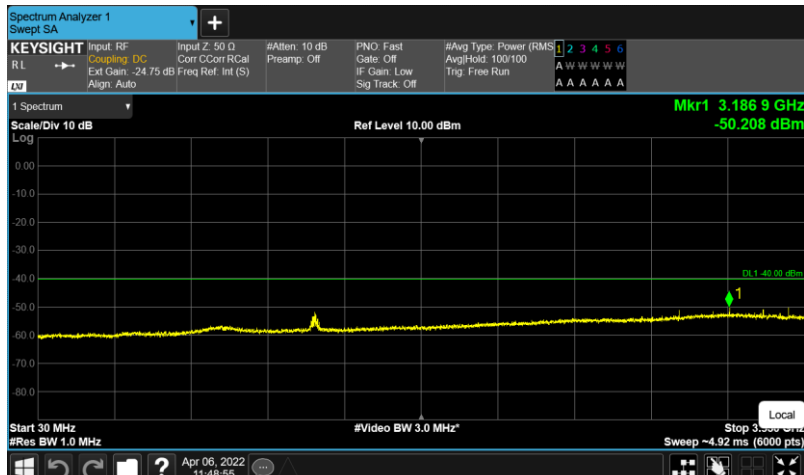 Spectrum Analyzer 1
Swept SA
+
KEYSIGHT
RL
LXI
Input: RF
Coupling: DC
Ext Gain: -24.75 dB
Align: Auto
Input Z: 50 Ω
Corr CCorr RCal
Freq Ref: Int (S)
#Atten: 10 dB
Preamp: Off
PNO: Fast
Gate: Off
IF Gain: Low
Sig Track: Off
#Avg Type: Power (RMS
Avg|Hold: 100/100
Trig: Free Run
1 2 3 4 5 6
A W W W W W
A A A A A A
1 Spectrum
Scale/Div 10 dB
Log
Ref Level 10.00 dBm
Mkr1 3.186 9 GHz
-50.208 dBm
0.00
-10.0
-20.0
-30.0
-40.0
-50.0
-60.0
-70.0
-80.0
DL1 -40.00 dBm
1
Local
Start 30 MHz
#Res BW 1.0 MHz
#Video BW 3.0 MHz*
Sweep ~4.92 ms (6000 pts)
?
Apr 06, 2022
11:48:55